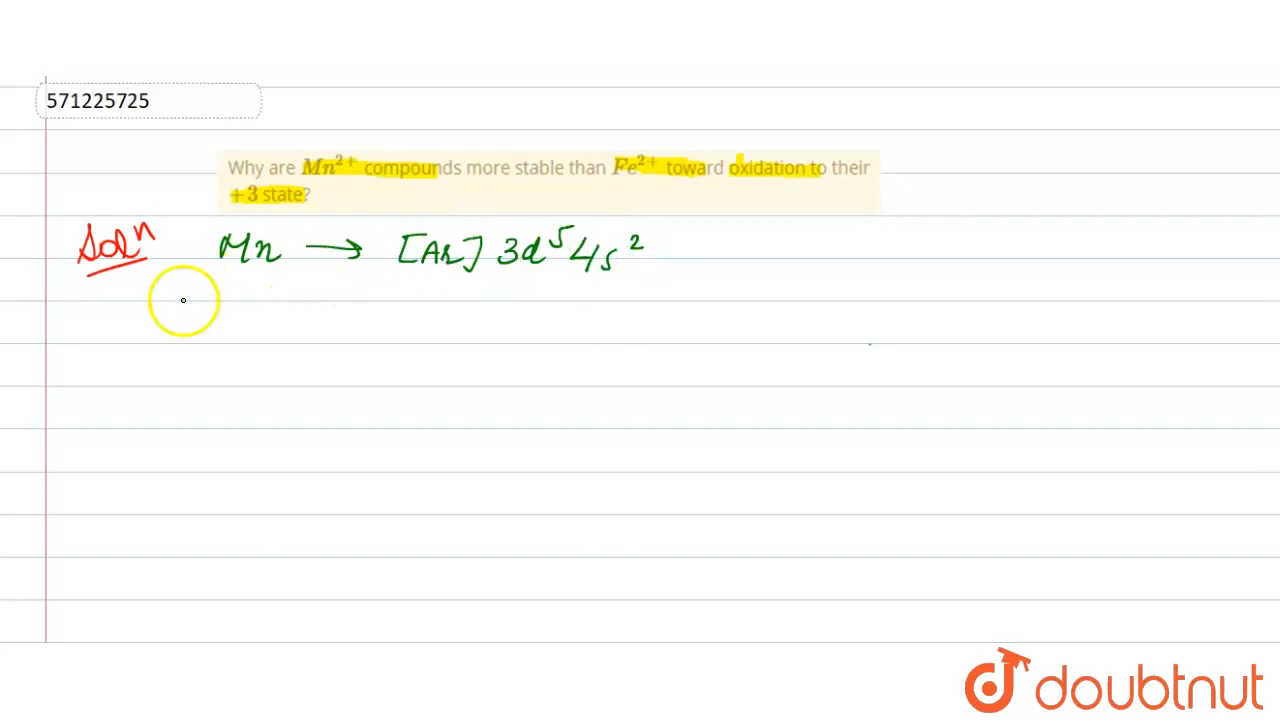 571225725
Why are Mn²⁺ compounds more stable than Fe²⁺ toward oxidation to their
+3 state?
Solⁿ Mn → [Ar] 3d⁵ 4s²
doubtnut